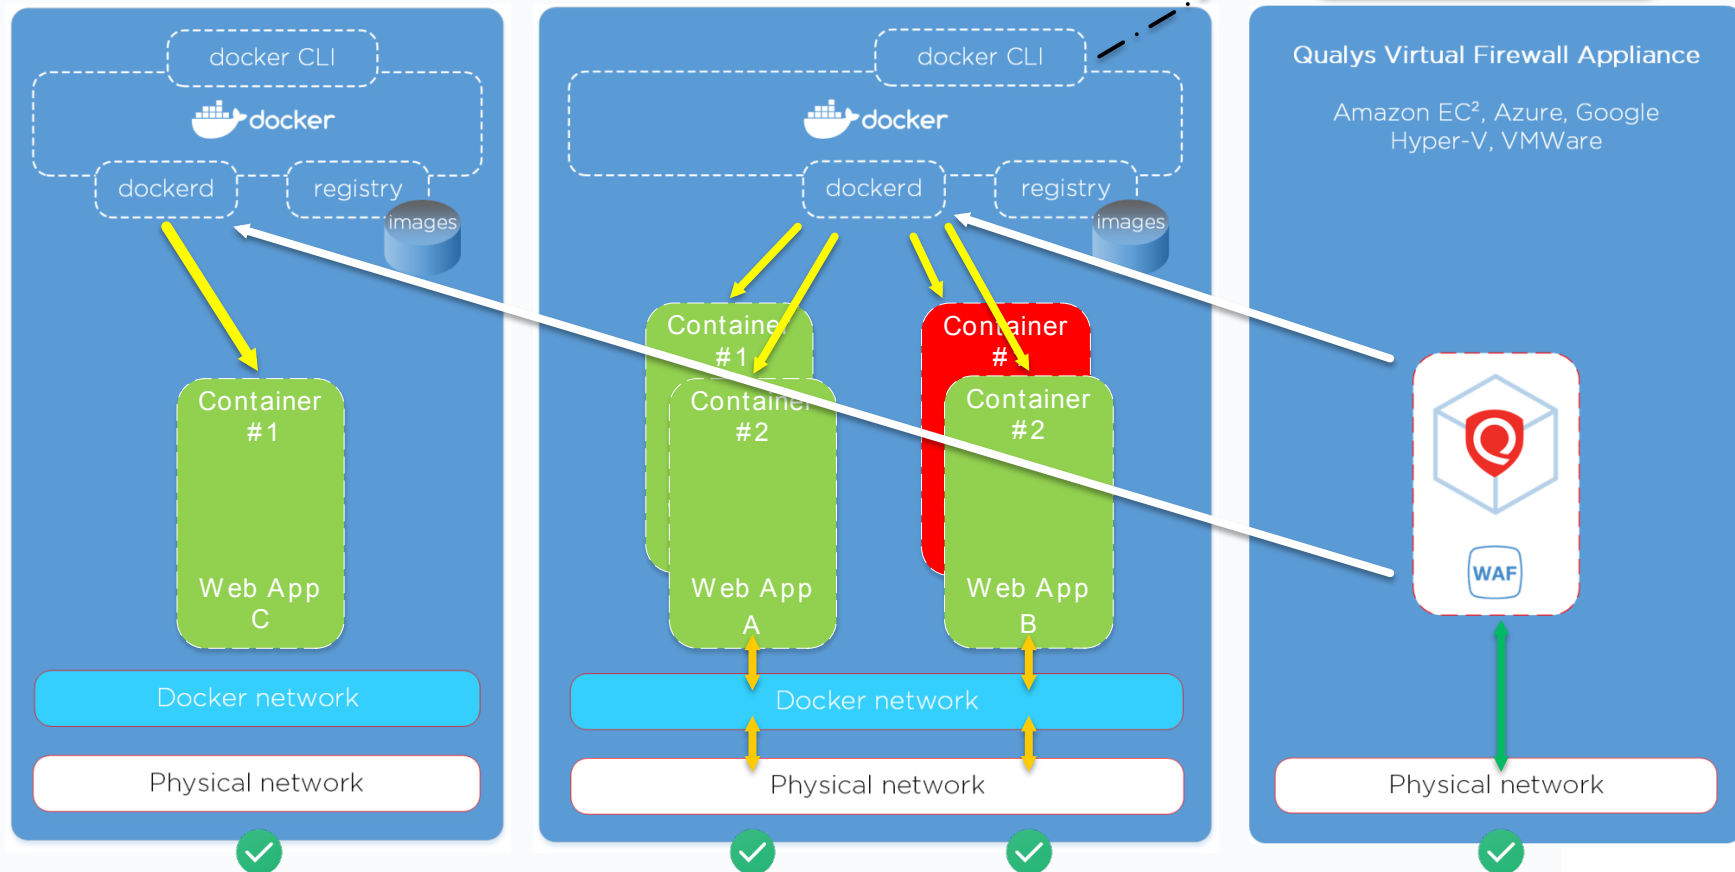 docker CLI
docker
dockerd
registry
images
Container
#1
Web App
C
Docker network
Physical network
docker CLI
docker
dockerd
registry
images
Container
#1
Container
#2
Web App
A
Container
#
Container
#2
Web App
B
Docker network
Physical network
Qualys Virtual Firewall Appliance
Amazon EC², Azure, Google
Hyper-V, VMWare
WAF
Physical network